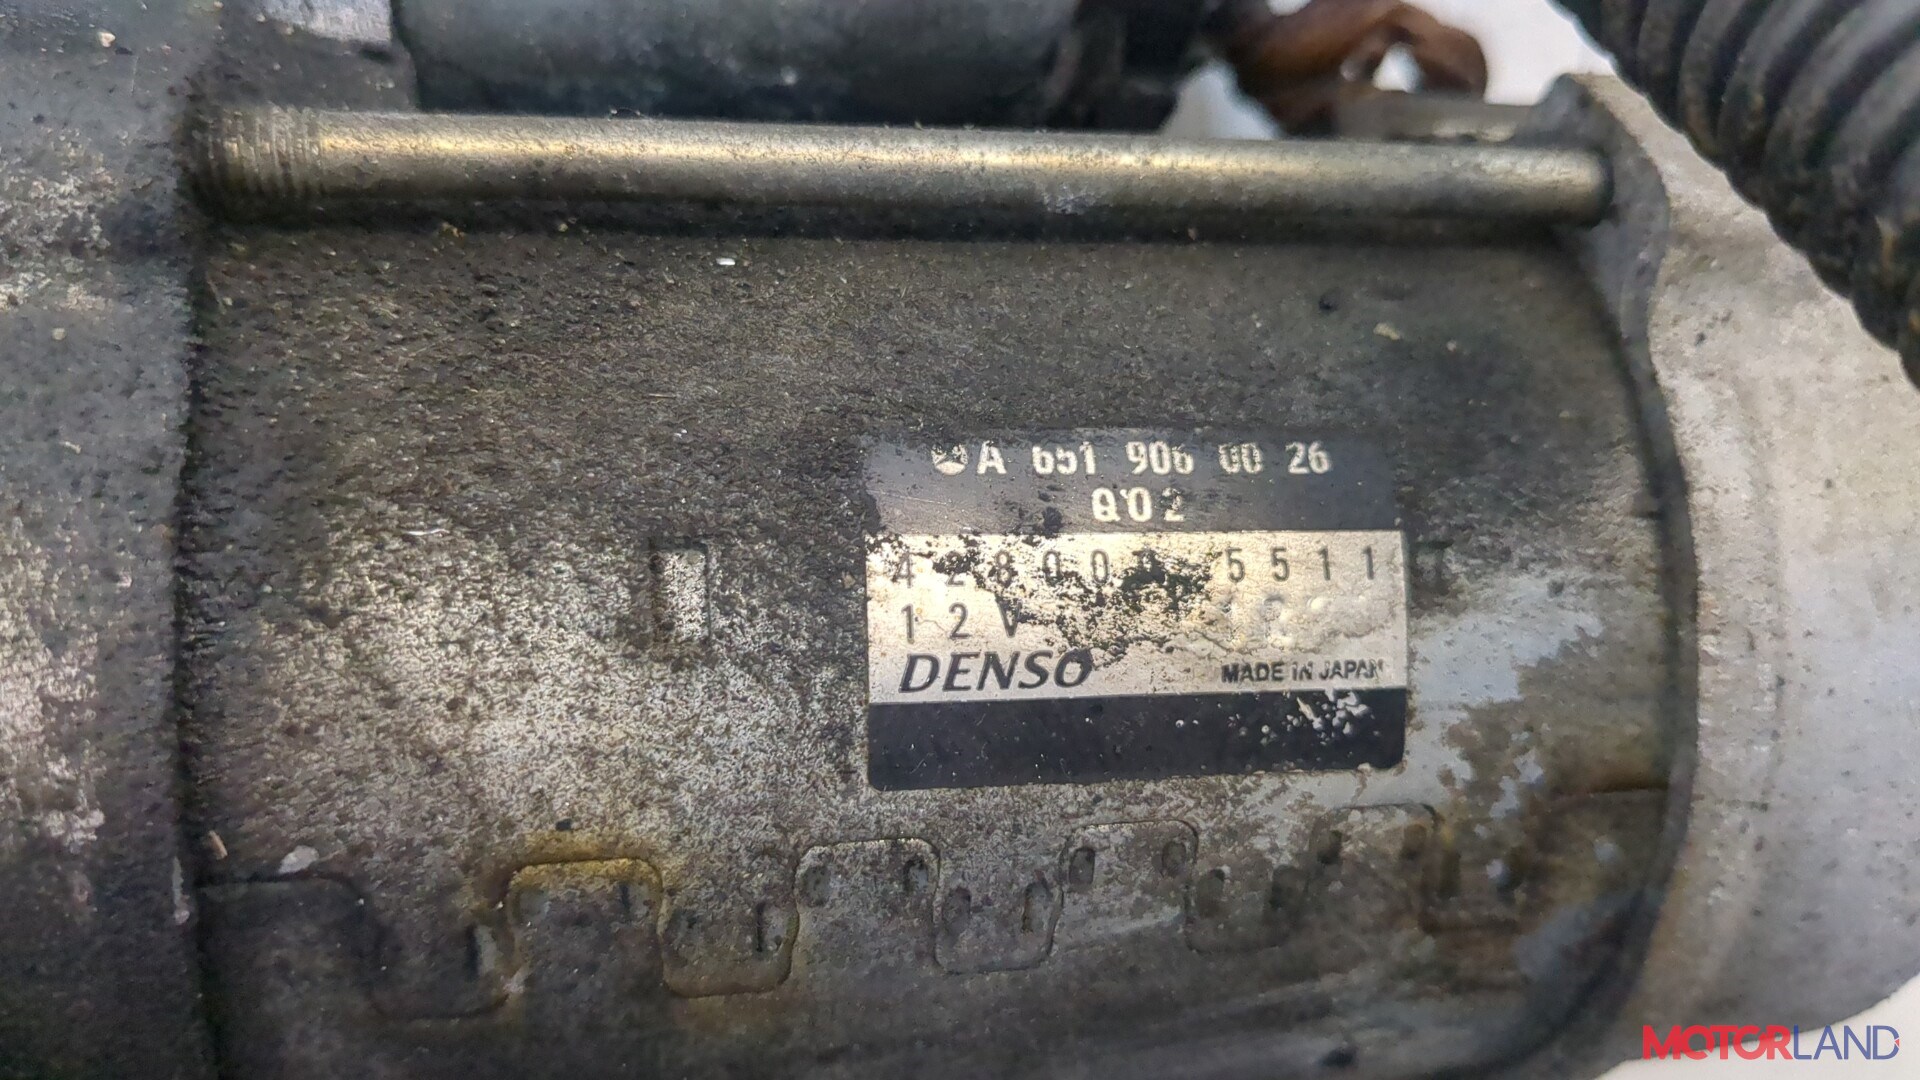 A 651 906 00 26
Q02
428000 5511
12V
DENSO MADE IN JAPAN
MOTORLAND